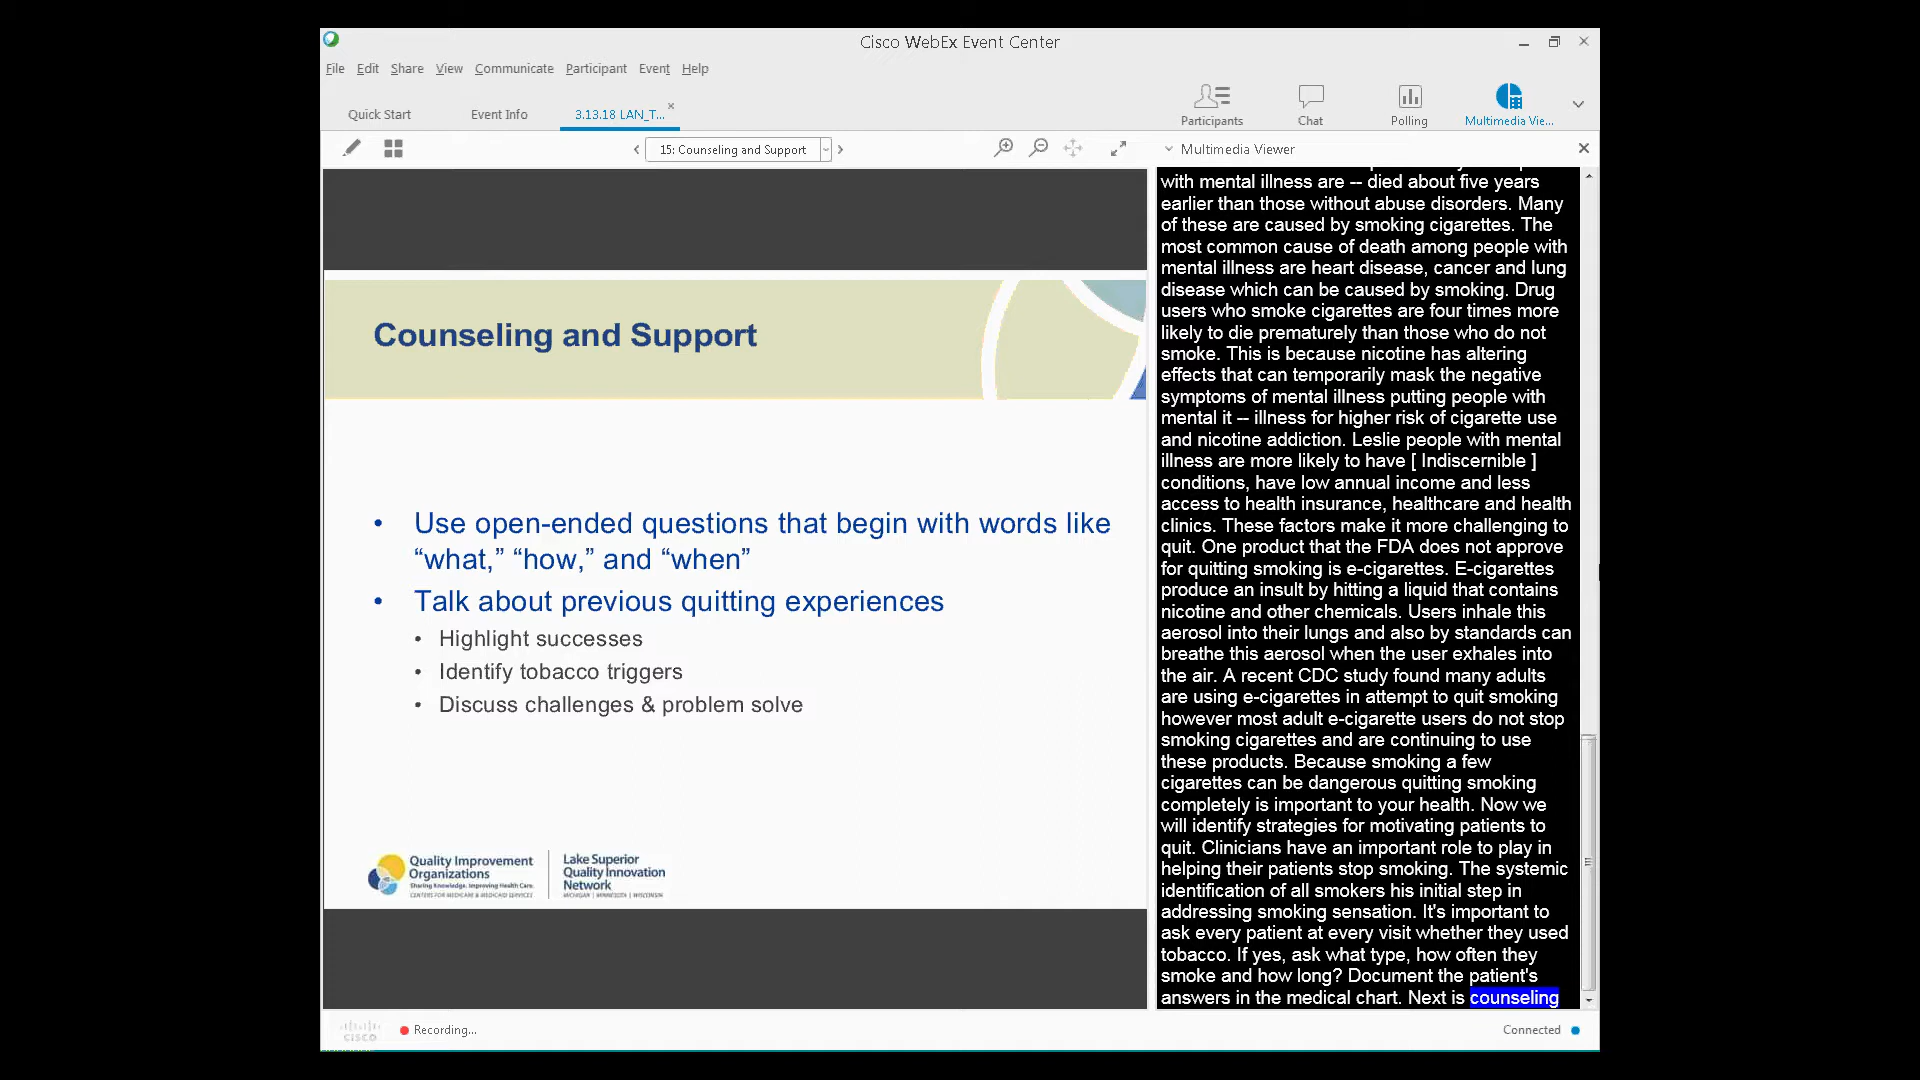 Cisco WebEx Event Center
File Edit Share View Communicate Participant Event Help
Quick Start Event Info 3.13.18 LAN_T... Participants Chat Polling Multimedia Vie...
15: Counseling and Support
Multimedia Viewer
Counseling and Support
• Use open-ended questions that begin with words like
“what,” “how,” and “when”
• Talk about previous quitting experiences
• Highlight successes
• Identify tobacco triggers
• Discuss challenges & problem solve
Quality Improvement
Organizations
Sharing Knowledge. Improving Health Care.
CENTERS FOR MEDICARE & MEDICAID SERVICES
Lake Superior
Quality Innovation
Network
MICHIGAN | MINNESOTA | WISCONSIN
with mental illness are -- died about five years
earlier than those without abuse disorders. Many
of these are caused by smoking cigarettes. The
most common cause of death among people with
mental illness are heart disease, cancer and lung
disease which can be caused by smoking. Drug
users who smoke cigarettes are four times more
likely to die prematurely than those who do not
smoke. This is because nicotine has altering
effects that can temporarily mask the negative
symptoms of mental illness putting people with
mental it -- illness for higher risk of cigarette use
and nicotine addiction. Leslie people with mental
illness are more likely to have [ Indiscernible ]
conditions, have low annual income and less
access to health insurance, healthcare and health
clinics. These factors make it more challenging to
quit. One product that the FDA does not approve
for quitting smoking is e-cigarettes. E-cigarettes
produce an insult by hitting a liquid that contains
nicotine and other chemicals. Users inhale this
aerosol into their lungs and also by standards can
breathe this aerosol when the user exhales into
the air. A recent CDC study found many adults
are using e-cigarettes in attempt to quit smoking
however most adult e-cigarette users do not stop
smoking cigarettes and are continuing to use
these products. Because smoking a few
cigarettes can be dangerous quitting smoking
completely is important to your health. Now we
will identify strategies for motivating patients to
quit. Clinicians have an important role to play in
helping their patients stop smoking. The systemic
identification of all smokers his initial step in
addressing smoking sensation. It's important to
ask every patient at every visit whether they used
tobacco. If yes, ask what type, how often they
smoke and how long? Document the patient's
answers in the medical chart. Next is counseling
cisco
Recording...
Connected